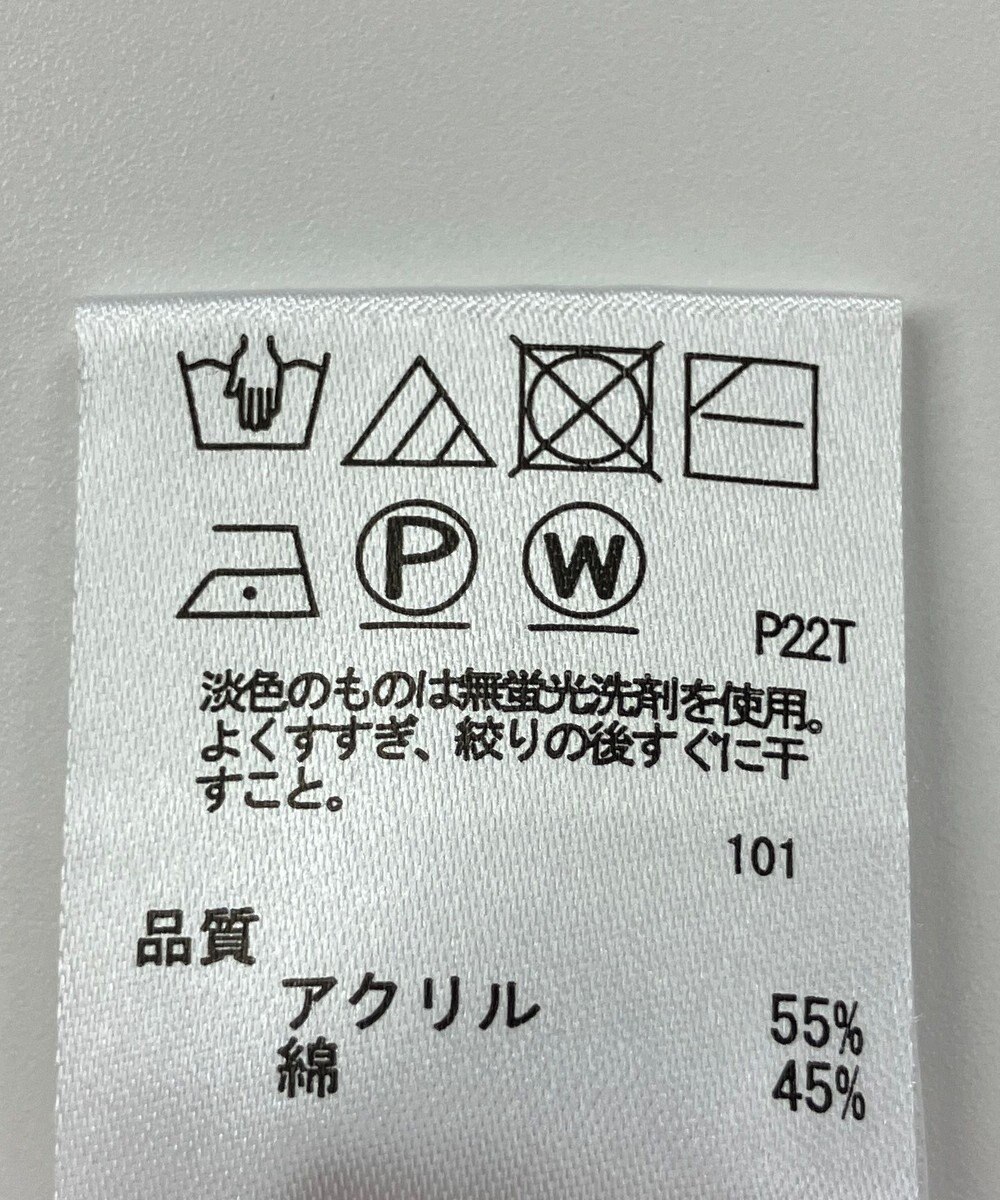 P W
P22T
淡色のものは無蛍光洗剤を使用。
よくすすぎ、絞りの後すぐに干
すこと。
101
品質
アクリル 55%
綿 45%